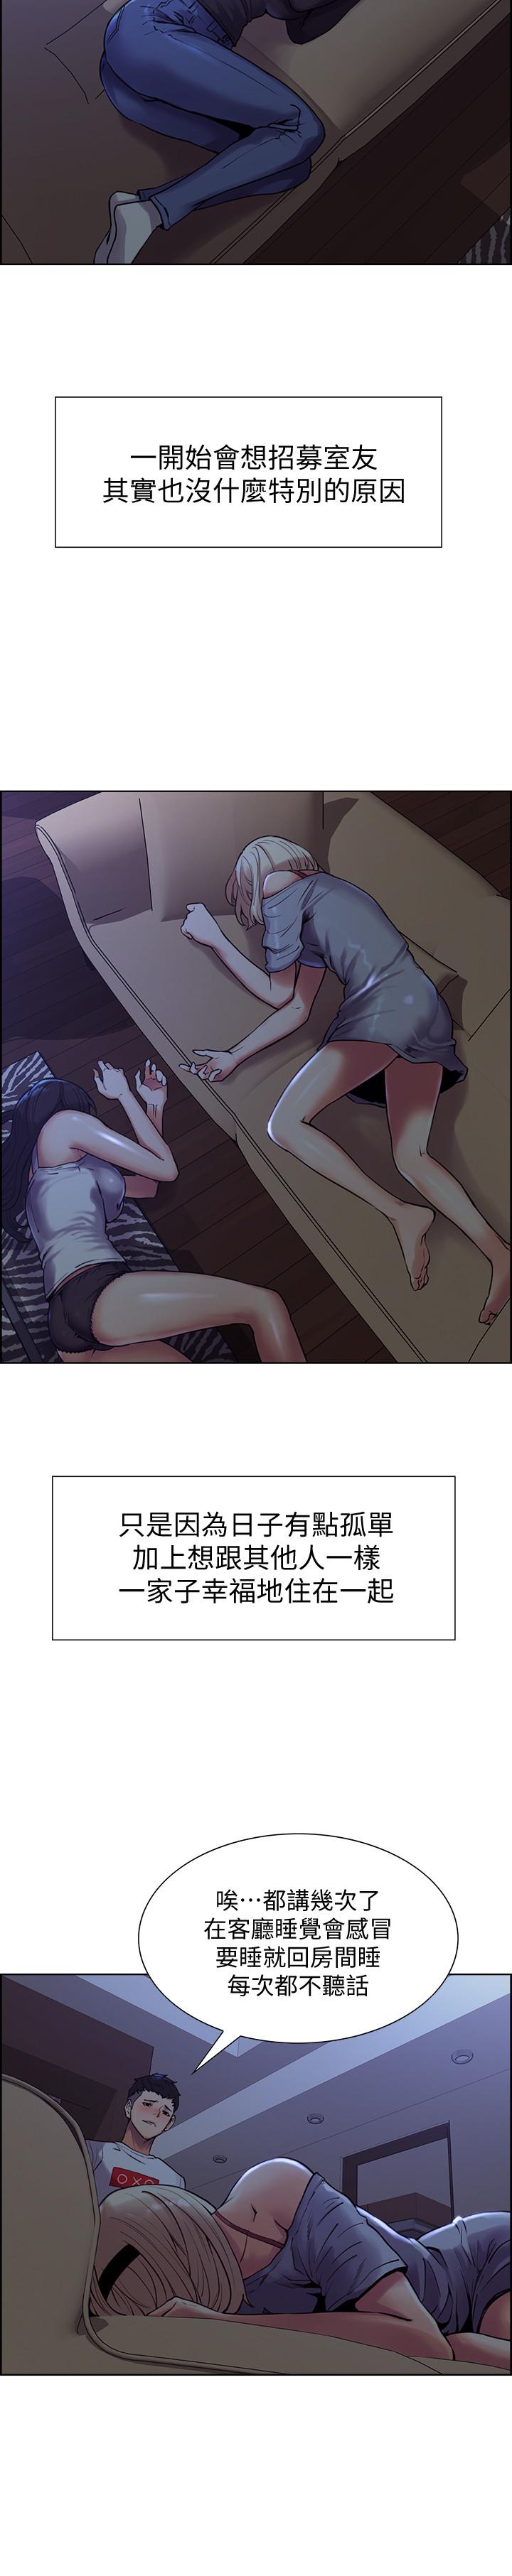 一開始會想招募室友
其實也沒什麼特別的原因
只是因為日子有點孤單
加上想跟其他人一樣
一家子幸福地住在一起
唉…都講幾次了
在客廳睡覺會感冒
要睡就回房間睡
每次都不聽話
OXO